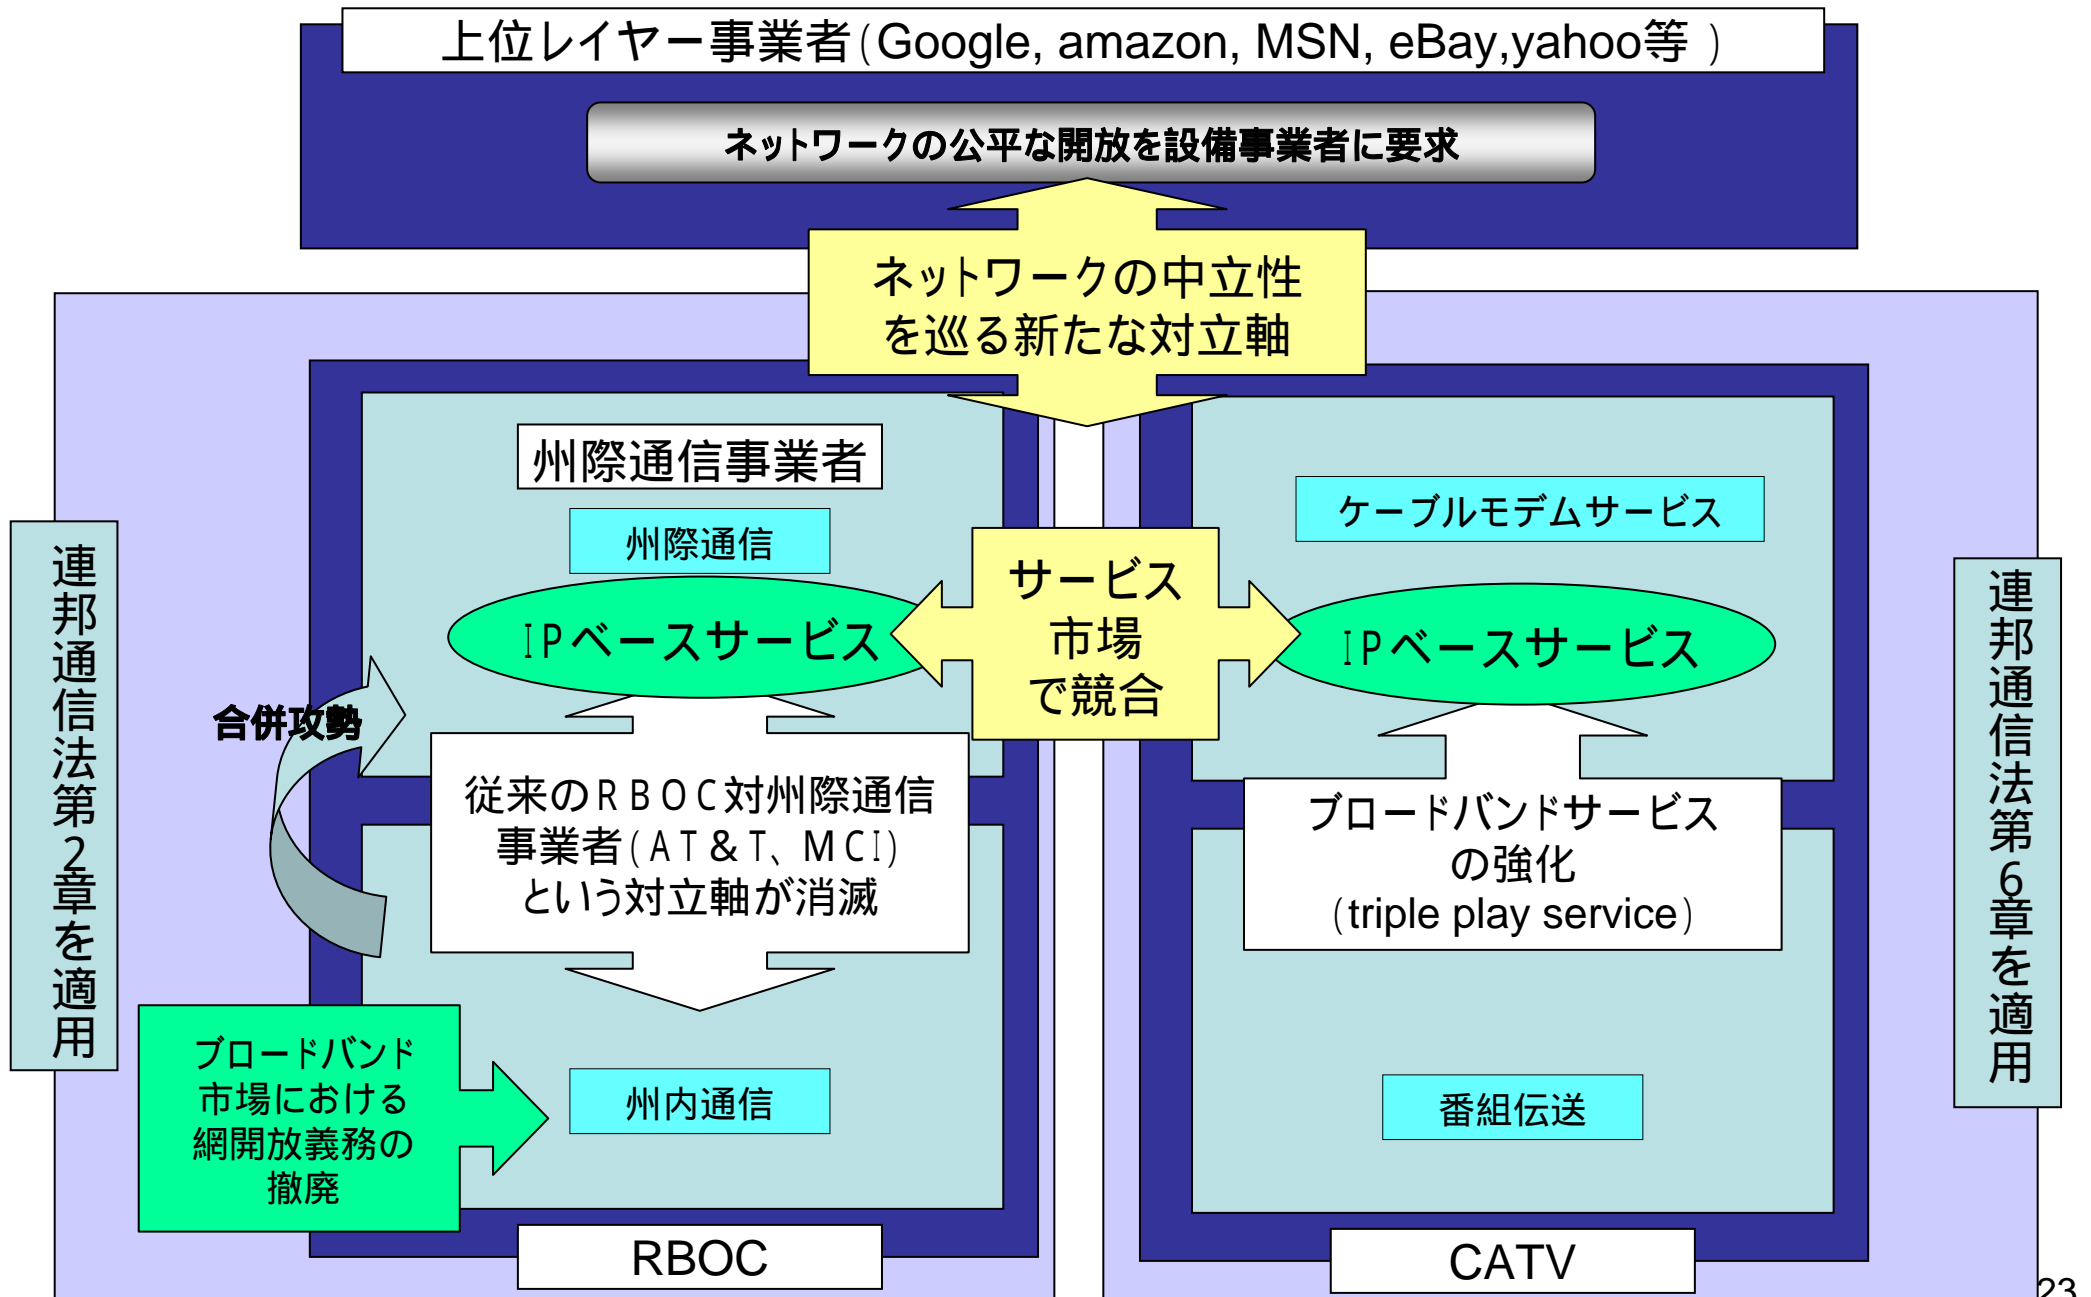 上位レイヤー事業者(Google, amazon, MSN, eBay,yahoo等 )
ネットワークの公平な開放を設備事業者に要求
ネットワークの中立性
を巡る新たな対立軸
州際通信事業者
州際通信
IPベースサービス
合併攻勢
従来のRBOC対州際通信
事業者(AT&T、MCI)
という対立軸が消滅
連邦通信法第2章を適用
ブロードバンド
市場における
網開放義務の
撤廃
州内通信
RBOC
サービス
市場
で競合
ケーブルモデムサービス
IPベースサービス
ブロードバンドサービス
の強化
(triple play service)
番組伝送
CATV
連邦通信法第6章を適用
23